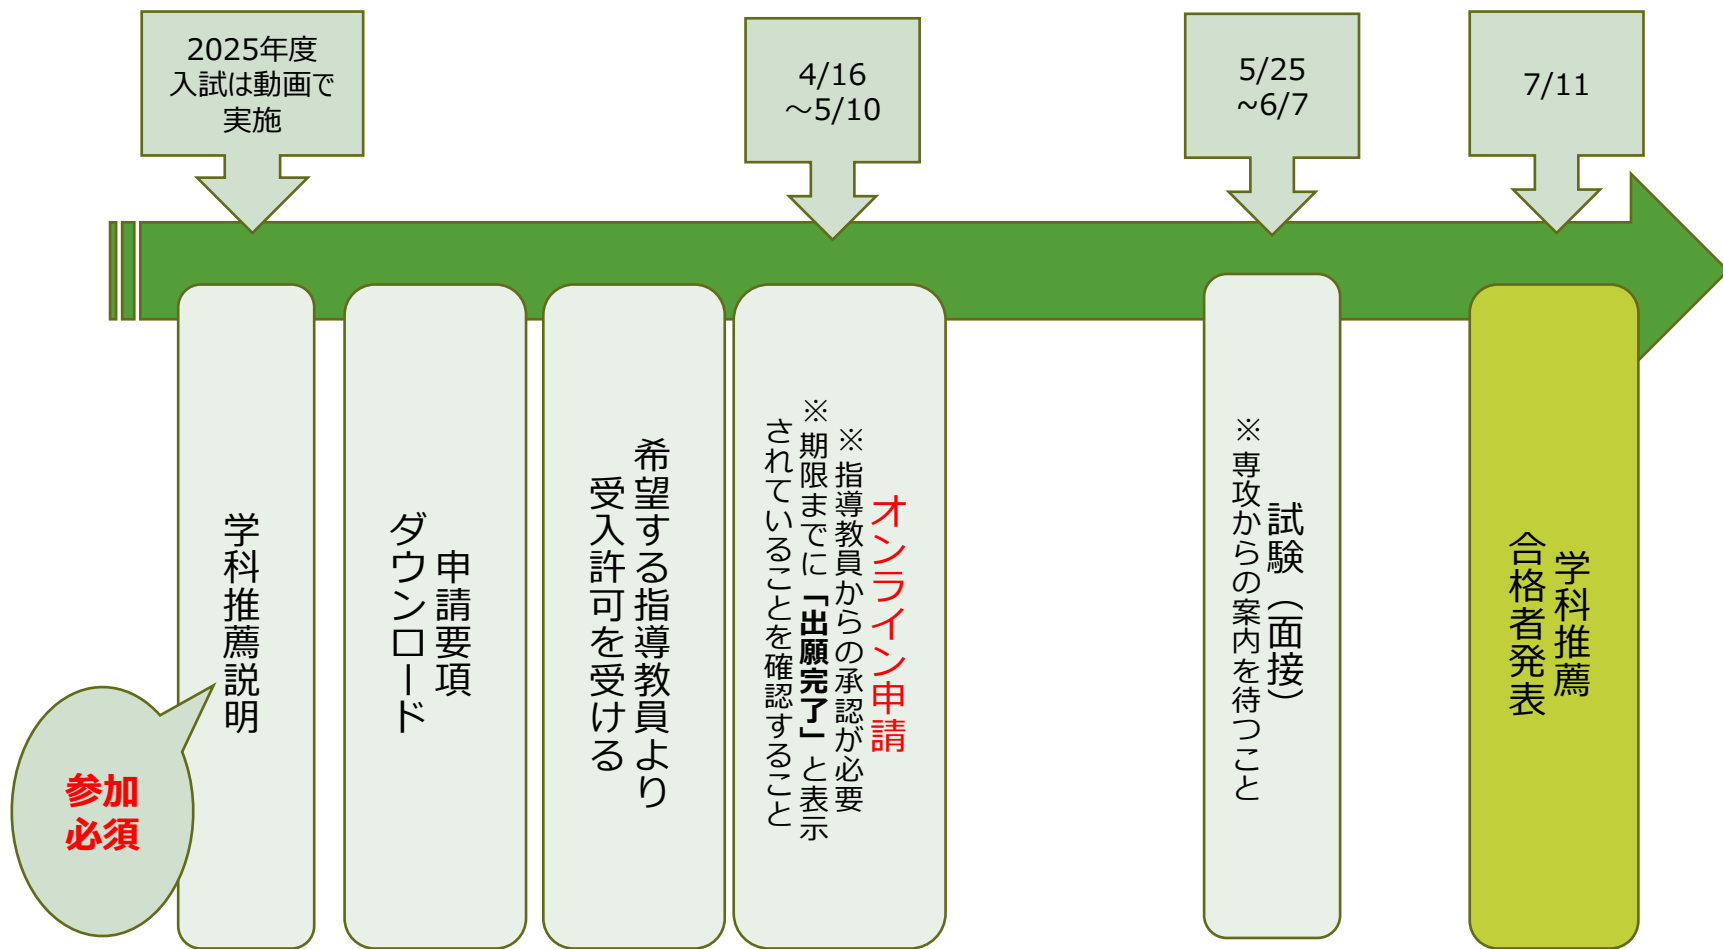 2025年度
入試は動画で
実施
4/16
～5/10
5/25
~6/7
7/11
学科推薦説明
参加
必須
申請要項
ダウンロード
希望する指導教員より
受入許可を受ける
オンライン申請
※指導教員からの承認が必要
※期限までに「出願完了」と表示
されていることを確認すること
試験（面接）
※専攻からの案内を待つこと
学科推薦
合格者発表